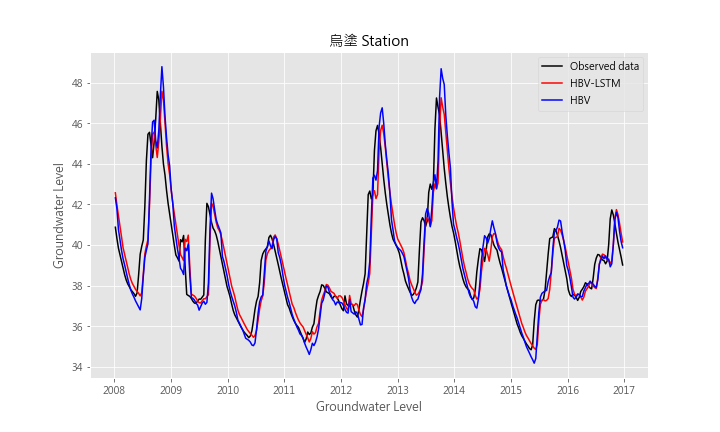 烏塗 Station
Observed data
HBV-LSTM
HBV
Groundwater Level
48
46
44
42
40
38
36
34
2008 2009 2010 2011 2012 2013 2014 2015 2016 2017
Groundwater Level